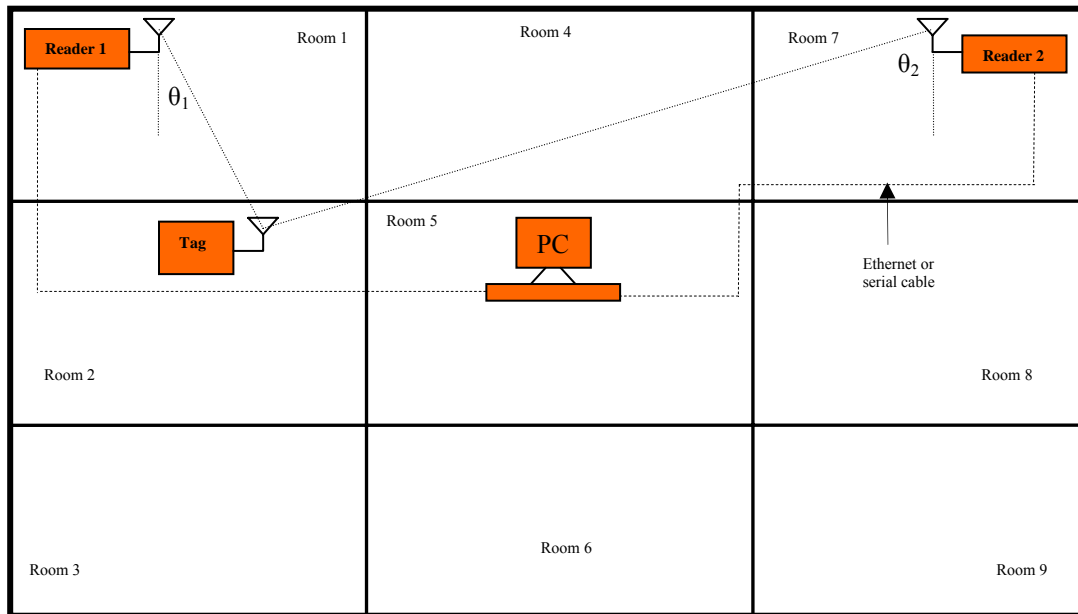 Reader 1
Room 1
Room 4
Room 7
Reader 2
θ1
θ2
Tag
Room 5
PC
Ethernet or
serial cable
Room 2
Room 8
Room 3
Room 6
Room 9